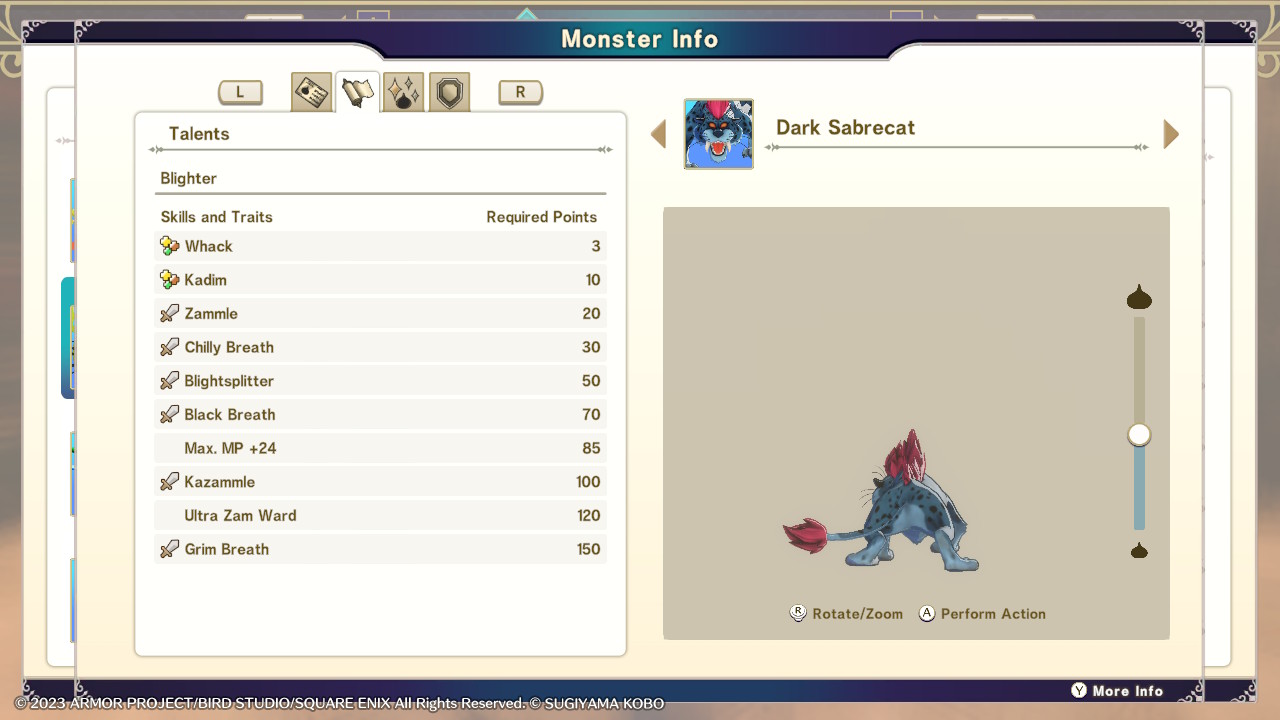 Monster Info
L
R
Talents
Dark Sabrecat
Blighter
Skills and Traits Required Points
Whack 3
Kadim 10
Zammle 20
Chilly Breath 30
Blightsplitter 50
Black Breath 70
Max. MP +24 85
Kazammle 100
Ultra Zam Ward 120
Grim Breath 150
R Rotate/Zoom A Perform Action
Y More Info
© 2023 ARMOR PROJECT/BIRD STUDIO/SQUARE ENIX All Rights Reserved. © SUGIYAMA KOBO